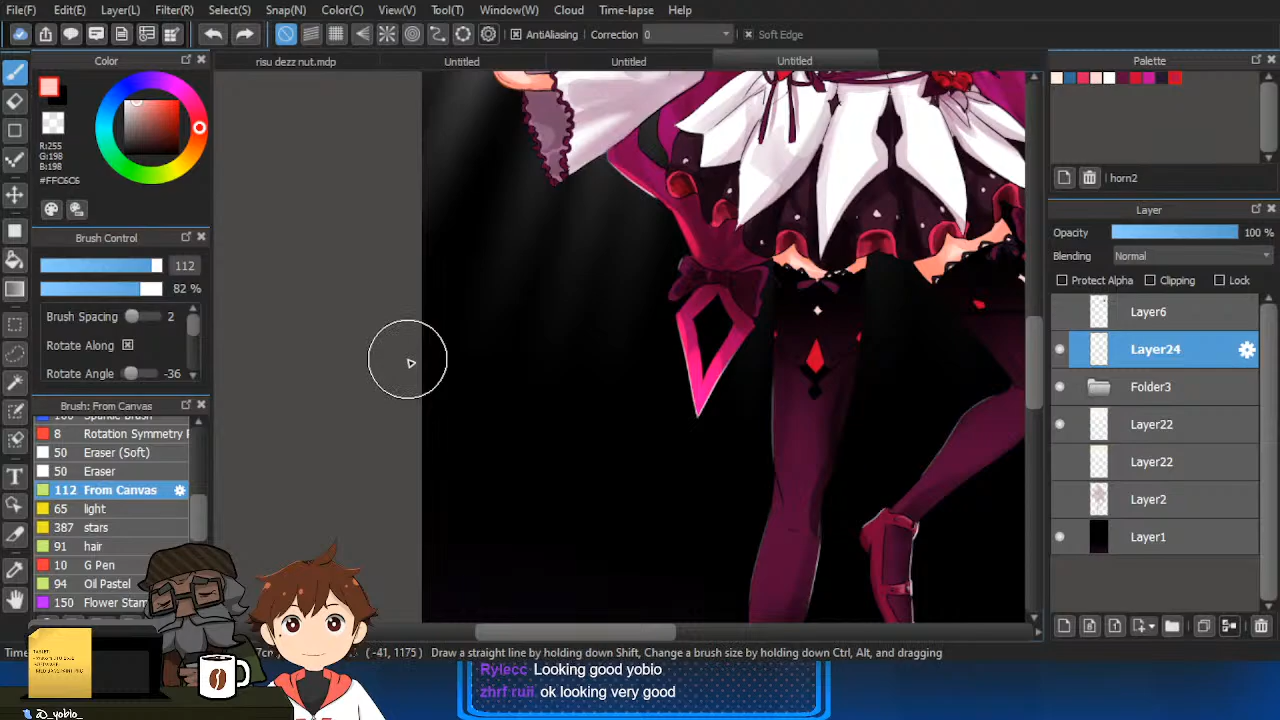 File(F) Edit(E) Layer(L) Filter(R) Select(S) Snap(N) Color(C) View(V) Tool(T) Window(W) Cloud Time-lapse Help
AntiAliasing Correction 0 Soft Edge
Color
risu dezz nut.mdp Untitled Untitled Untitled
Palette
R:255
G:198
B:198
#FFC6C6
horn2
Layer
Opacity 100 %
Blending Normal
Protect Alpha Clipping Lock
Brush Control
112
82 %
Brush Spacing 2
Rotate Along
Rotate Angle -36
Brush: From Canvas
8 Rotation Symmetry
50 Eraser (Soft)
50 Eraser
112 From Canvas
65 light
387 stars
91 hair
10 G Pen
94 Oil Pastel
150 Flower Stam
Layer6
Layer24
Folder3
Layer22
Layer22
Layer2
Layer1
(-41, 1175) Draw a straight line by holding down Shift, Change a brush size by holding down Ctrl, Alt, and dragging
Rylecc Looking good yobio
zhrf ruii ok looking very good